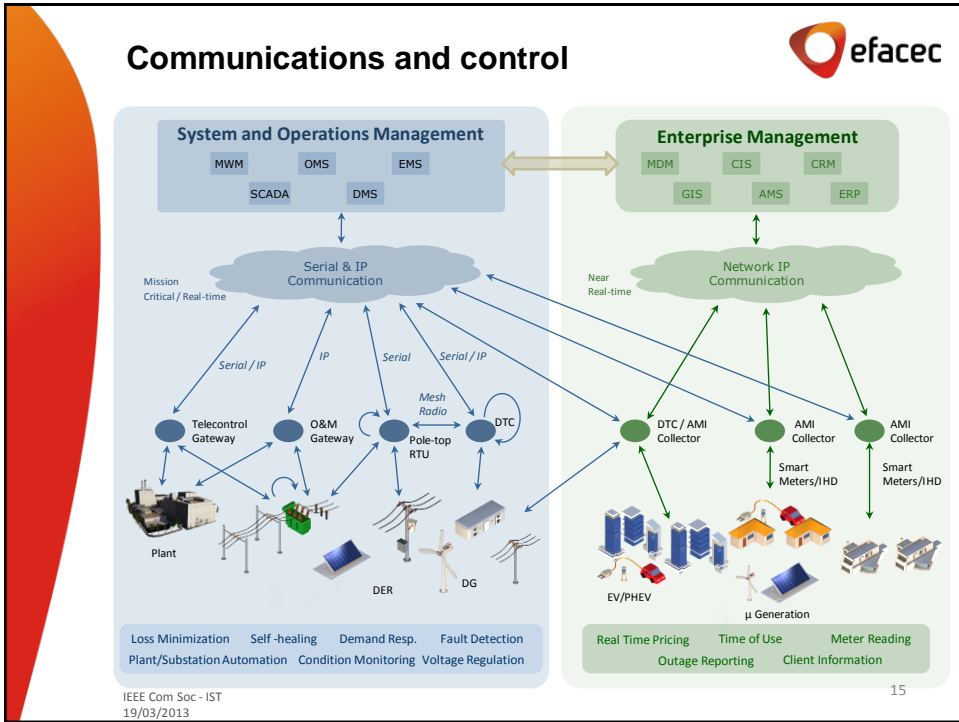 Communications and control
efacec
System and Operations Management
MWM OMS EMS
SCADA DMS
Enterprise Management
MDM CIS CRM
GIS AMS ERP
Serial & IP
Communication
Mission
Critical / Real-time
Network IP
Communication
Near
Real-time
Serial / IP
IP
Serial
Serial / IP
Mesh
Radio
Telecontrol
Gateway
O&M
Gateway
Pole-top
RTU
DTC
DTC / AMI
Collector
AMI
Collector
AMI
Collector
Smart
Meters/IHD
Smart
Meters/IHD
Plant
DER
DG
EV/PHEV
µ Generation
Loss Minimization Self -healing Demand Resp. Fault Detection
Plant/Substation Automation Condition Monitoring Voltage Regulation
Real Time Pricing Time of Use Meter Reading
Outage Reporting Client Information
IEEE Com Soc - IST
19/03/2013
15